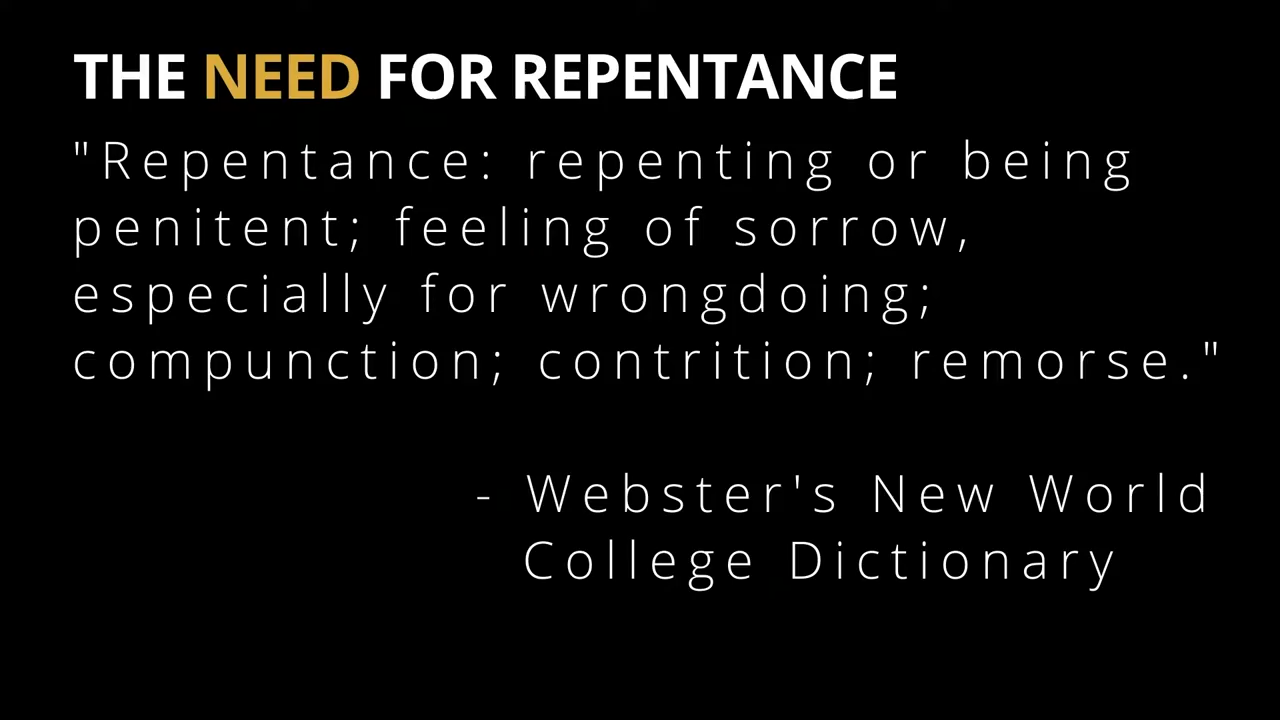 THE NEED FOR REPENTANCE
"Repentance: repenting or being
penitent; feeling of sorrow,
especially for wrongdoing;
compunction; contrition; remorse."
- Webster's New World
College Dictionary